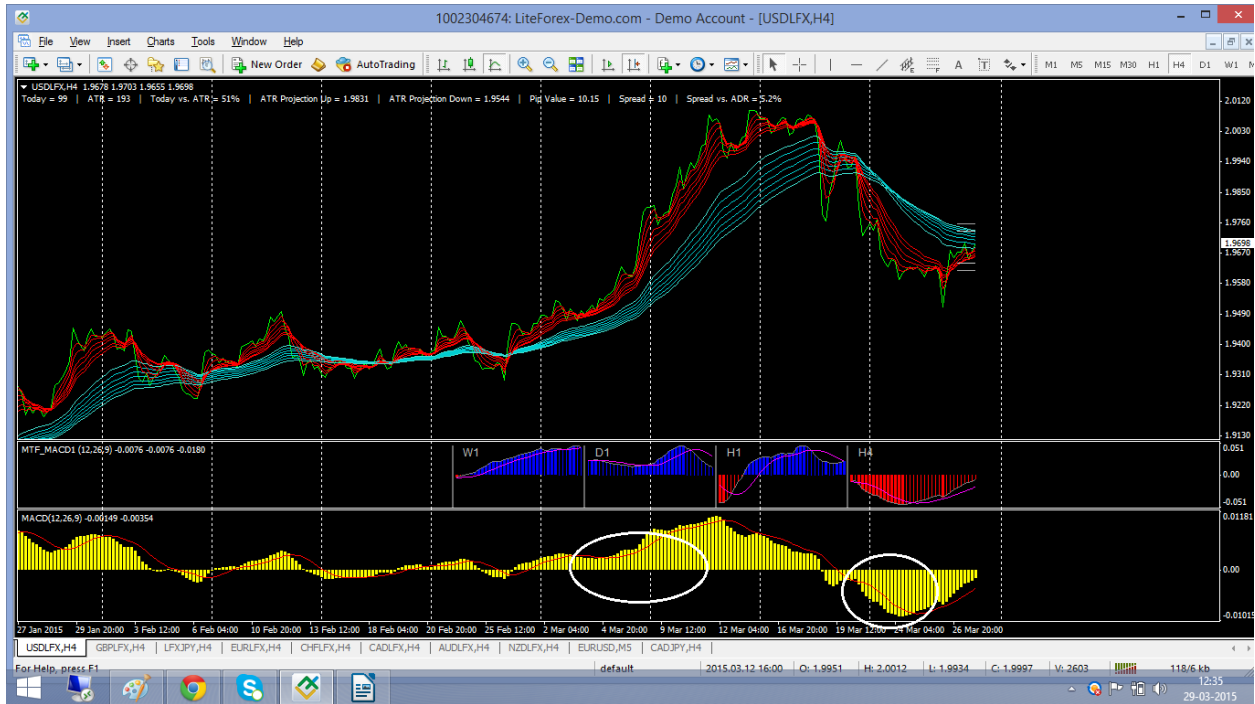 1002304674: LiteForex-Demo.com - Demo Account - [USDLFX,H4]
File View Insert Charts Tools Window Help
New Order AutoTrading A T M1 M5 M15 M30 H1 H4 D1 W1 M
USDLFX,H4 1.9678 1.9703 1.9655 1.9698
Today = 99 | ATR = 193 | Today vs. ATR = 51% | ATR Projection Up = 1.9831 | ATR Projection Down = 1.9544 | Pip Value = 10.15 | Spread = 10 | Spread vs. ADR = 5.2%
2.0120
2.0030
1.9940
1.9850
1.9760
1.9698
1.9670
1.9580
1.9490
1.9400
1.9310
1.9220
1.9130
MTF_MACD1 (12,26,9) -0.0076 -0.0076 -0.0180
W1 D1 H1 H4
0.051
0.00
-0.051
MACD(12,26,9) -0.00149 -0.00354
0.01181
0.00
-0.01015
27 Jan 2015 29 Jan 20:00 3 Feb 12:00 6 Feb 04:00 10 Feb 20:00 13 Feb 12:00 18 Feb 04:00 20 Feb 20:00 25 Feb 12:00 2 Mar 04:00 4 Mar 20:00 9 Mar 12:00 12 Mar 04:00 16 Mar 20:00 19 Mar 12:00 24 Mar 04:00 26 Mar 20:00
USDLFX,H4 GBPLFX,H4 LFXJPY,H4 EURLFX,H4 CHFLFX,H4 CADLFX,H4 AUDLFX,H4 NZDLFX,H4 EURUSD,M5 CADJPY,H4
For Help, press F1 default 2015.03.12 16:00 O: 1.9951 H: 2.0012 L: 1.9934 C: 1.9997 V: 2603 118/6 kb
12:35
29-03-2015